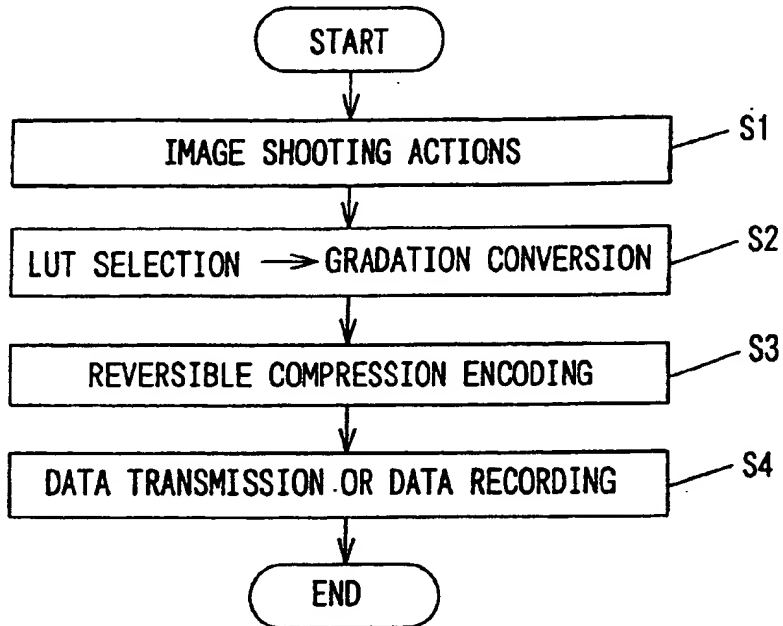 START
IMAGE SHOOTING ACTIONS
S1
LUT SELECTION → GRADATION CONVERSION
S2
REVERSIBLE COMPRESSION ENCODING
S3
DATA TRANSMISSION OR DATA RECORDING
S4
END